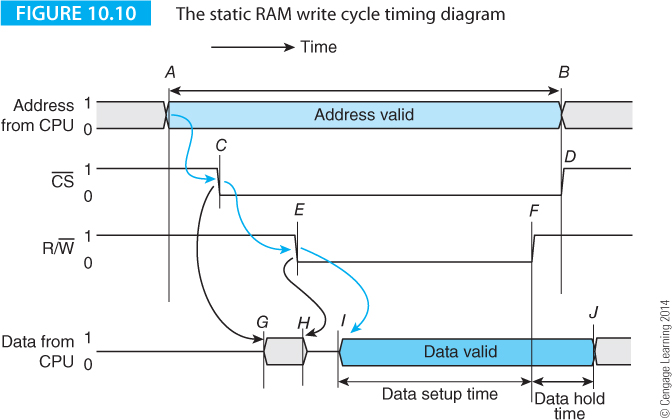 FIGURE 10.10 The static RAM write cycle timing diagram
Time
A B
Address from CPU 1 0 Address valid
C D
CS 1 0
E F
R/W 1 0
G H I J
Data from CPU 1 0 Data valid
Data setup time
Data hold time
© Cengage Learning 2014